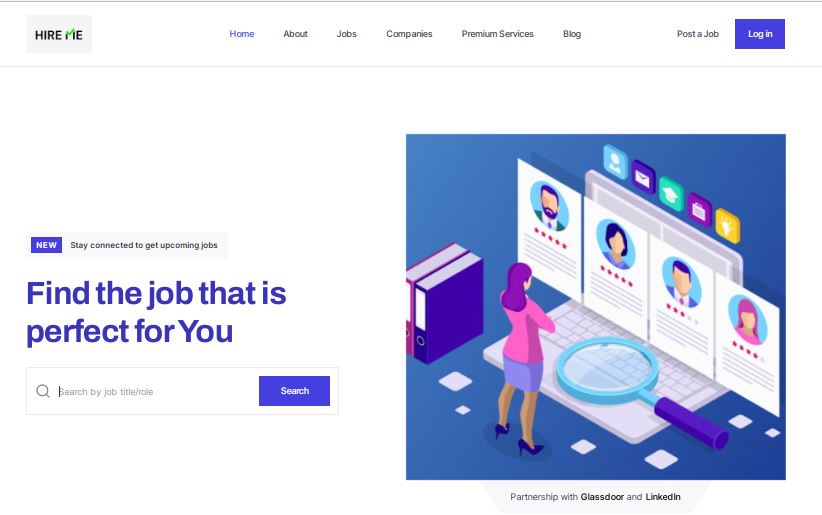 HIRE ME
Home About Jobs Companies Premium Services Blog
Post a Job Log in
NEW Stay connected to get upcoming jobs
Find the job that is
perfect for You
Search by job title/role
Search
Partnership with Glassdoor and LinkedIn